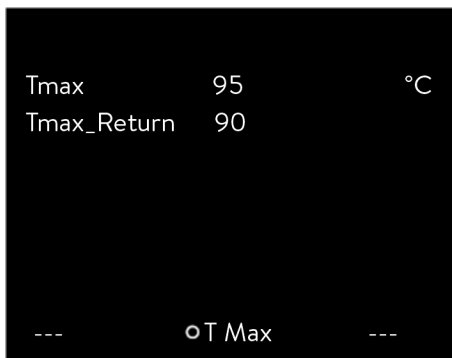 Tmax 95 °C
Tmax_Return 90
--- T Max ---